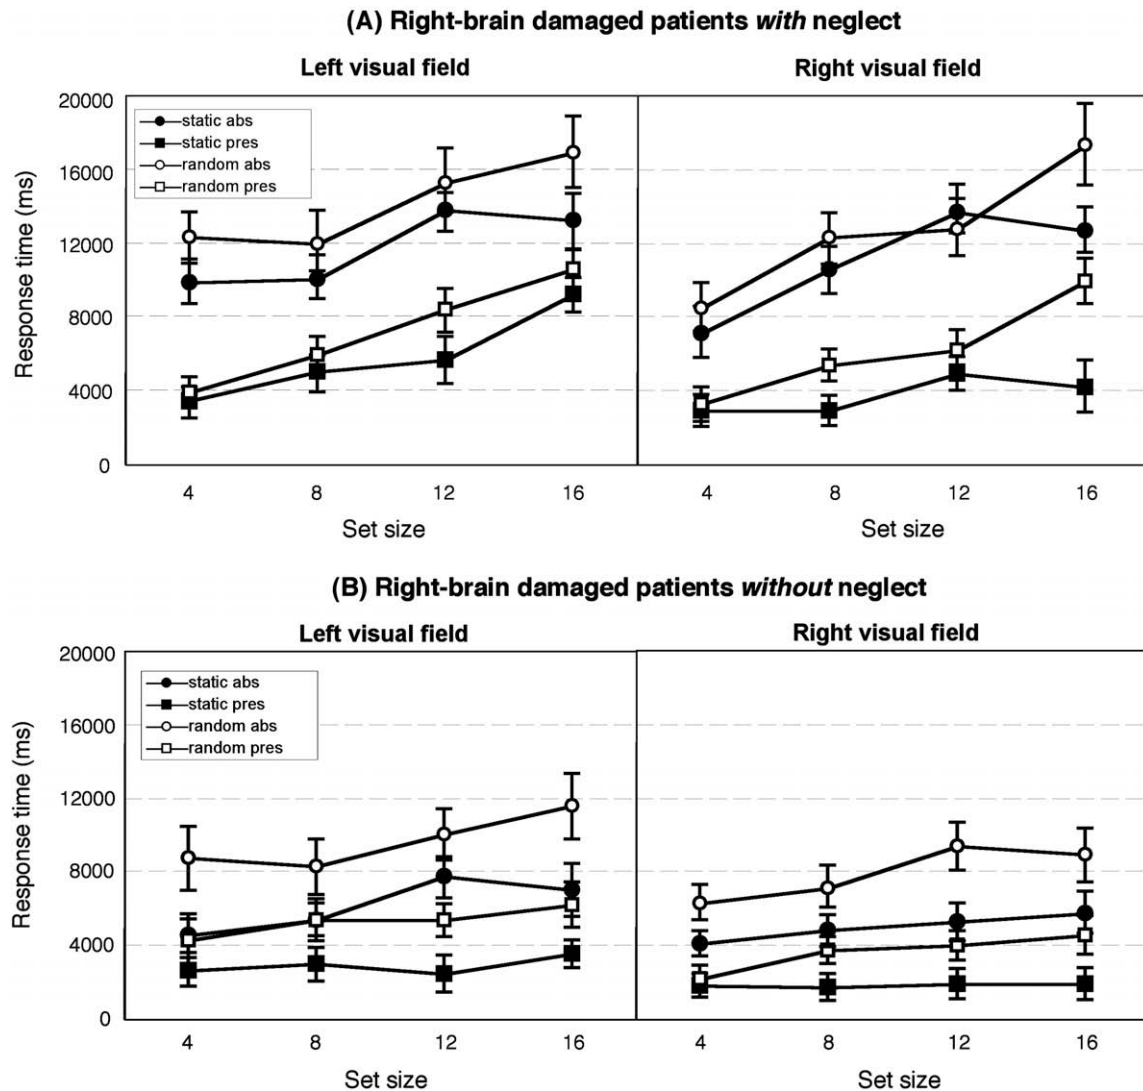 (A) Right-brain damaged patients with neglect
Left visual field
Right visual field
20000
16000
12000
8000
4000
0
Response time (ms)
static abs
static pres
random abs
random pres
4 8 12 16
4 8 12 16
Set size
Set size
(B) Right-brain damaged patients without neglect
Left visual field
Right visual field
20000
16000
12000
8000
4000
0
Response time (ms)
static abs
static pres
random abs
random pres
4 8 12 16
4 8 12 16
Set size
Set size